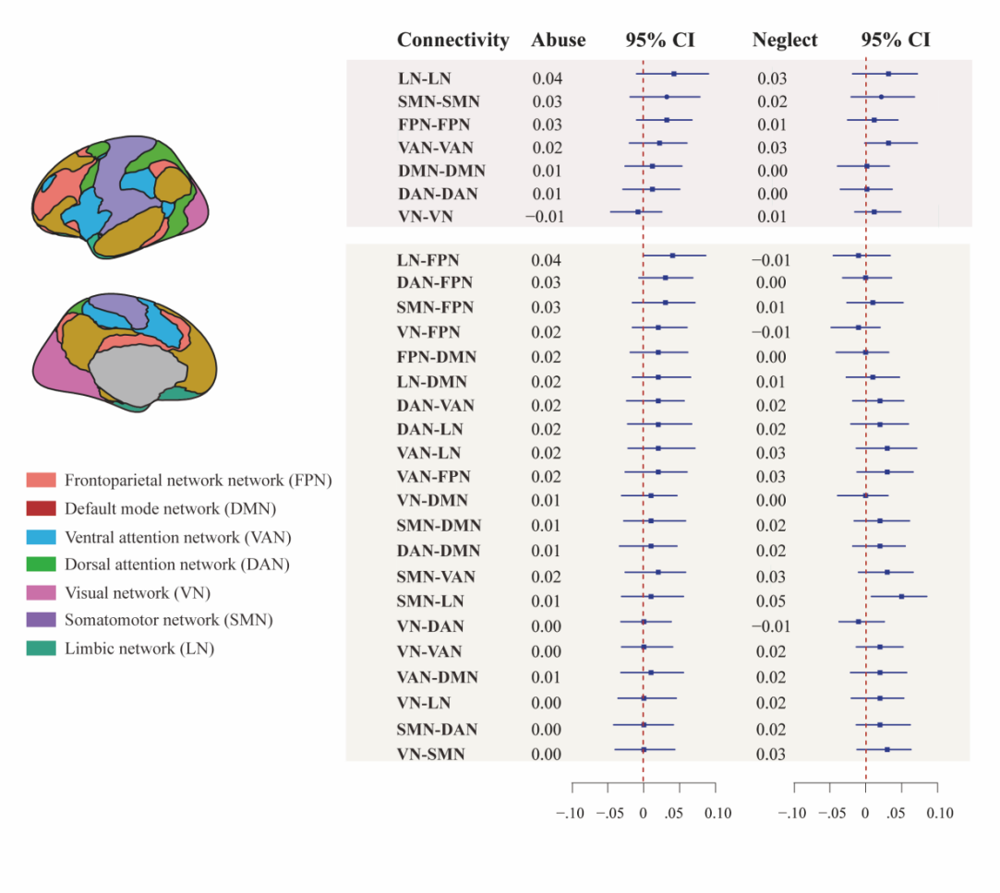 Connectivity Abuse 95% CI Neglect 95% CI
LN-LN 0.04 0.03
SMN-SMN 0.03 0.02
FPN-FPN 0.03 0.01
VAN-VAN 0.02 0.03
DMN-DMN 0.01 0.00
DAN-DAN 0.01 0.00
VN-VN −0.01 0.01
LN-FPN 0.04 −0.01
DAN-FPN 0.03 0.00
SMN-FPN 0.03 0.01
VN-FPN 0.02 −0.01
FPN-DMN 0.02 0.00
LN-DMN 0.02 0.01
DAN-VAN 0.02 0.02
DAN-LN 0.02 0.02
VAN-LN 0.02 0.03
VAN-FPN 0.02 0.03
VN-DMN 0.01 0.00
SMN-DMN 0.01 0.02
DAN-DMN 0.01 0.02
SMN-VAN 0.02 0.03
SMN-LN 0.01 0.05
VN-DAN 0.00 −0.01
VN-VAN 0.00 0.02
VAN-DMN 0.01 0.02
VN-LN 0.00 0.02
SMN-DAN 0.00 0.02
VN-SMN 0.00 0.03
−.10 −.05 0 .05 0.10 −.10 −.05 0 .05 0.10
Frontoparietal network network (FPN)
Default mode network (DMN)
Ventral attention network (VAN)
Dorsal attention network (DAN)
Visual network (VN)
Somatomotor network (SMN)
Limbic network (LN)